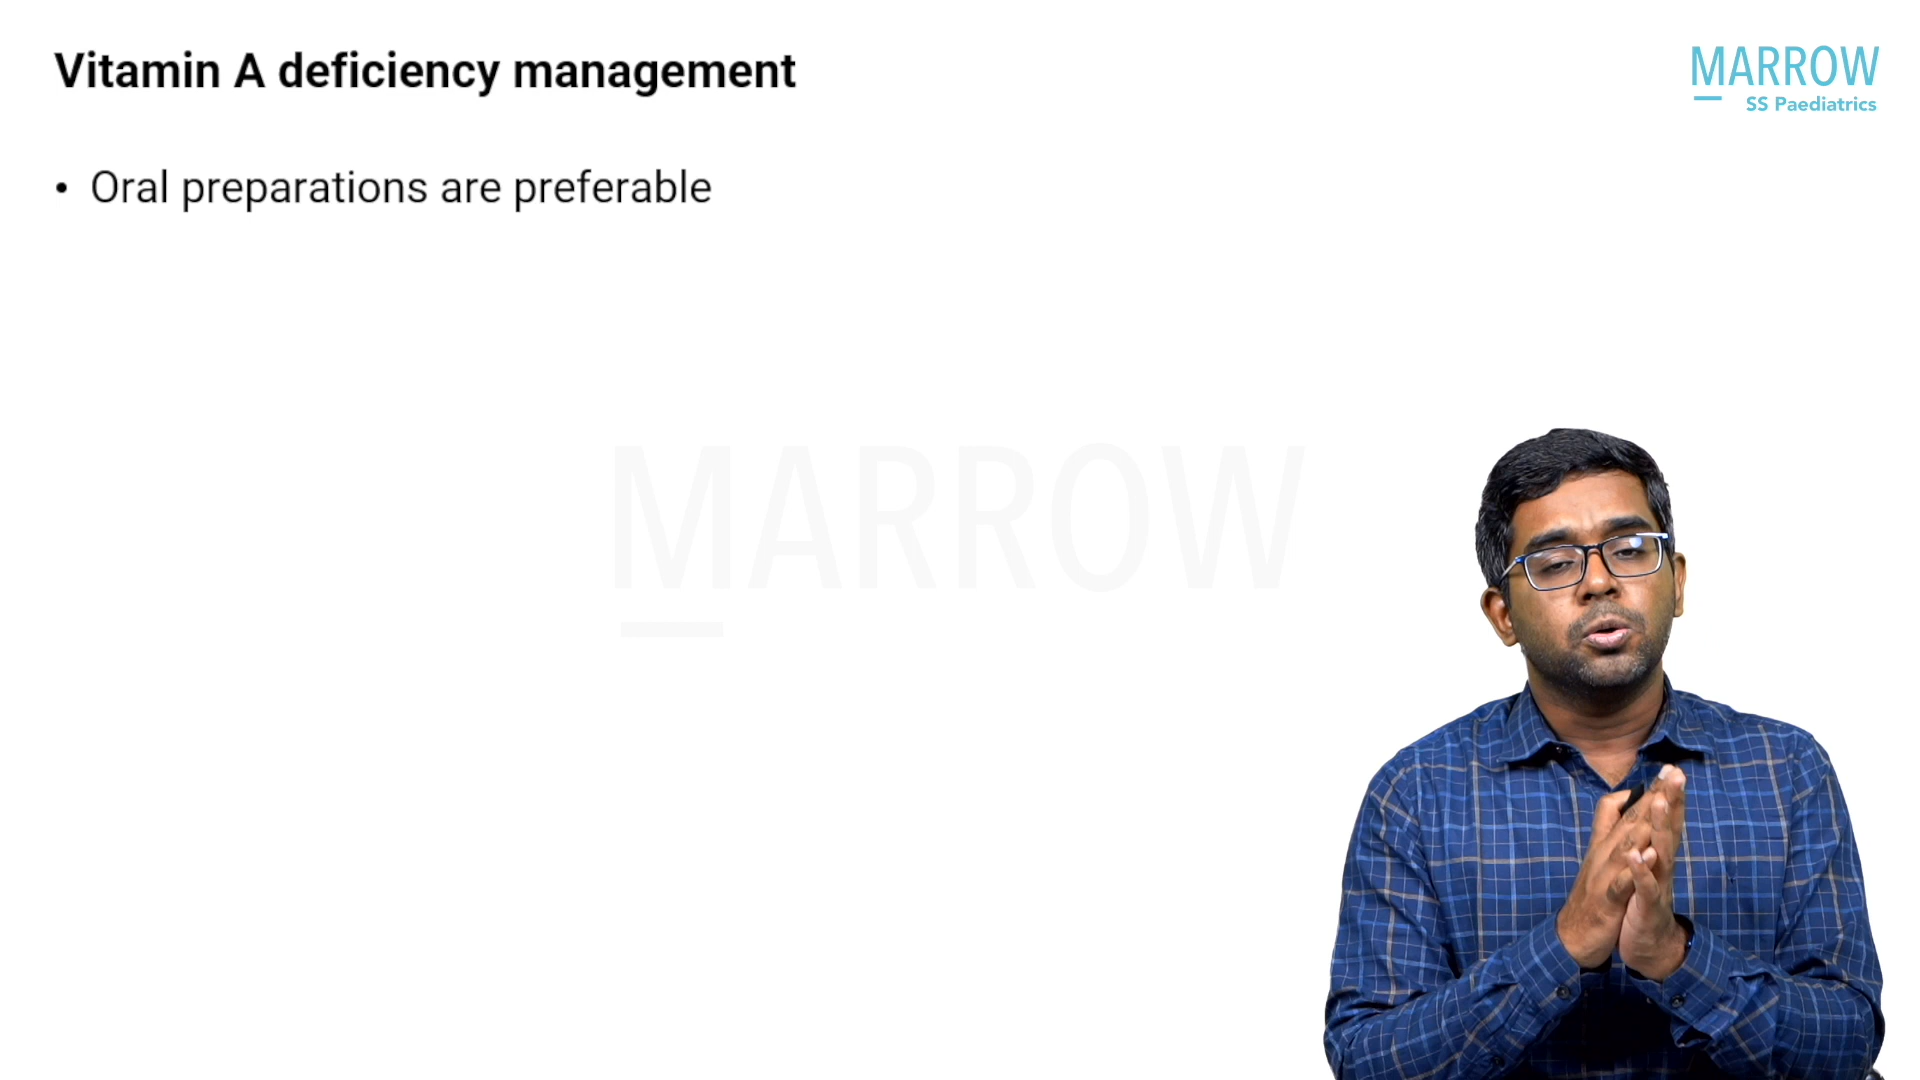 Vitamin A deficiency management
MARROW
SS Paediatrics
• Oral preparations are preferable
MARROW